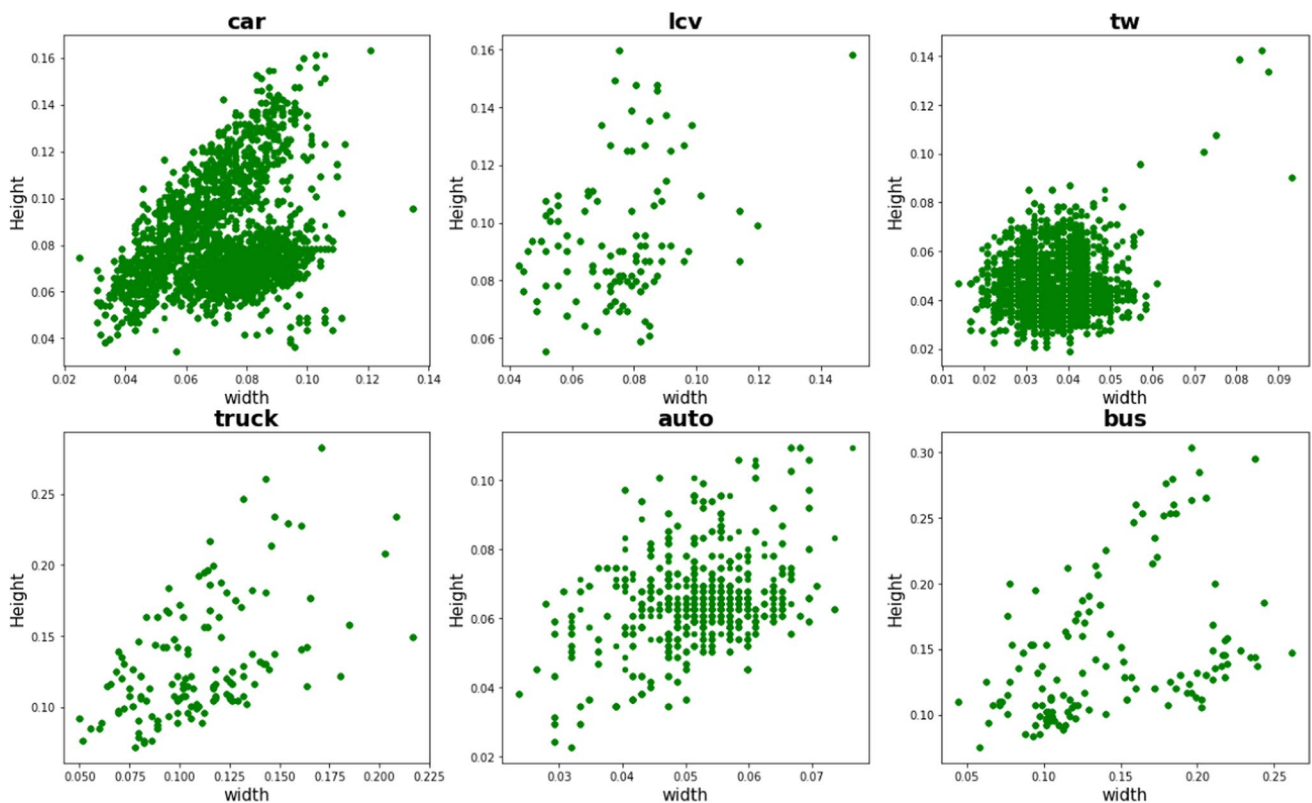 car
lcv
tw
0.16
0.14
0.12
0.10
0.08
0.06
0.04
Height
0.02 0.04 0.06 0.08 0.10 0.12 0.14
width
0.16
0.14
0.12
0.10
0.08
0.06
Height
0.04 0.06 0.08 0.10 0.12 0.14
width
0.14
0.12
0.10
0.08
0.06
0.04
0.02
Height
0.01 0.02 0.03 0.04 0.05 0.06 0.07 0.08 0.09
width
truck
auto
bus
0.25
0.20
0.15
0.10
Height
0.050 0.075 0.100 0.125 0.150 0.175 0.200 0.225
width
0.10
0.08
0.06
0.04
0.02
Height
0.03 0.04 0.05 0.06 0.07
width
0.30
0.25
0.20
0.15
0.10
Height
0.05 0.10 0.15 0.20 0.25
width